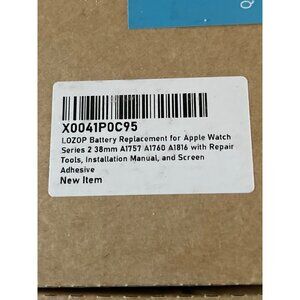 X0041P0C95
LOZOP Battery Replacement for Apple Watch
Series 2 38mm A1757 A1760 A1816 with Repair
Tools, Installation Manual, and Screen
Adhesive
New Item